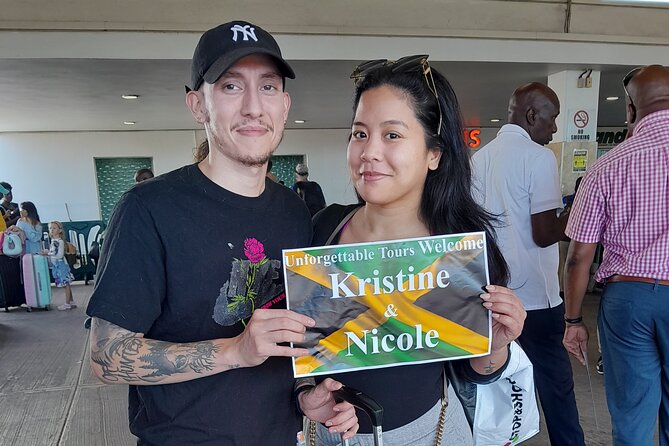 NY
NO
SMOKING
Unforgettable Tours Welcome
Kristine
&
Nicole